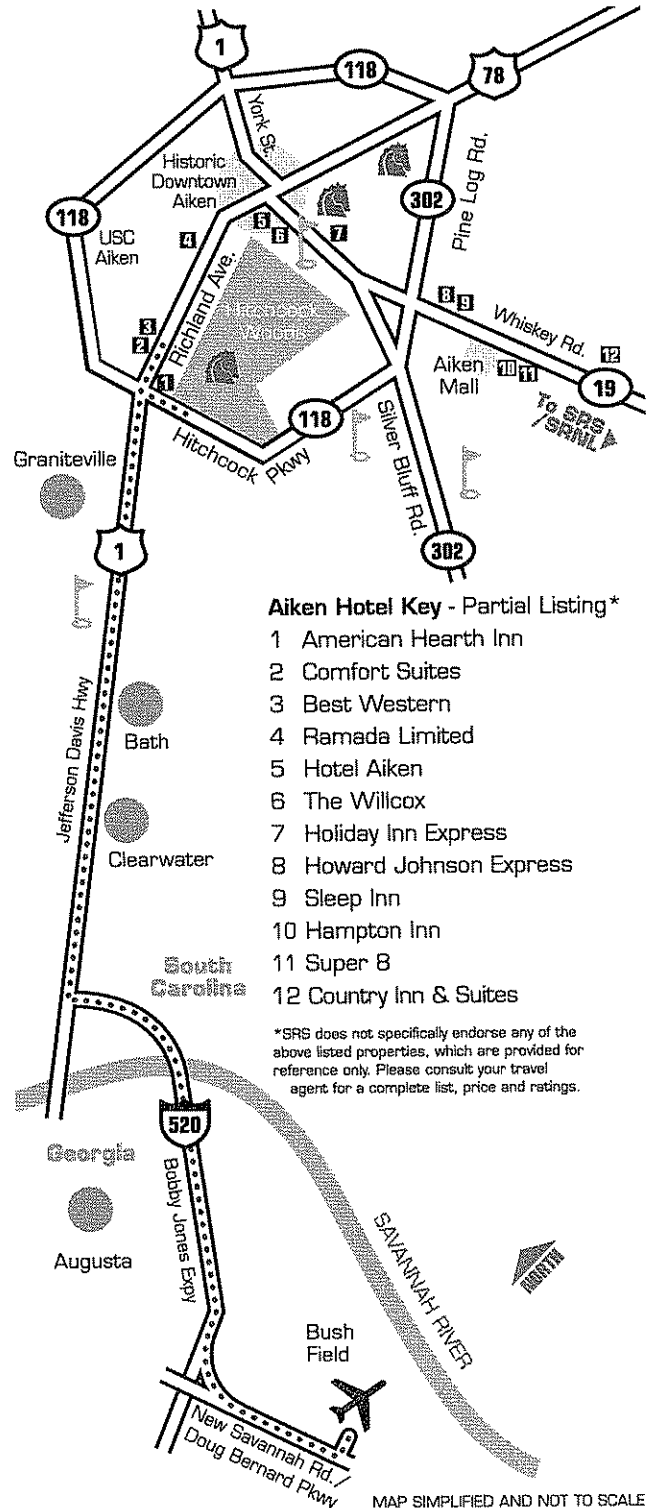 1
118
78
York St.
Historic
Downtown
Aiken
302
Pine Log Rd.
118
USC
Aiken
5
6
7
4
8
9
Richland Ave.
Hitchcock
Woods
Whiskey Rd.
3
2
12
Aiken
Mall
10
11
19
1
To SRS
/SRNL
118
Hitchcock
Pkwy
Silver Bluff Rd.
Graniteville
1
302
Aiken Hotel Key - Partial Listing*
1 American Hearth Inn
2 Comfort Suites
3 Best Western
4 Ramada Limited
5 Hotel Aiken
6 The Willcox
7 Holiday Inn Express
8 Howard Johnson Express
9 Sleep Inn
10 Hampton Inn
11 Super 8
12 Country Inn & Suites
*SRS does not specifically endorse any of the
above listed properties, which are provided for
reference only. Please consult your travel
agent for a complete list, price and ratings.
Jefferson Davis Hwy
Bath
Clearwater
South
Carolina
520
Georgia
Augusta
Bobby Jones Expy
SAVANNAH RIVER
NORTH
Bush
Field
New Savannah Rd./
Doug Bernard Pkwy
MAP SIMPLIFIED AND NOT TO SCALE